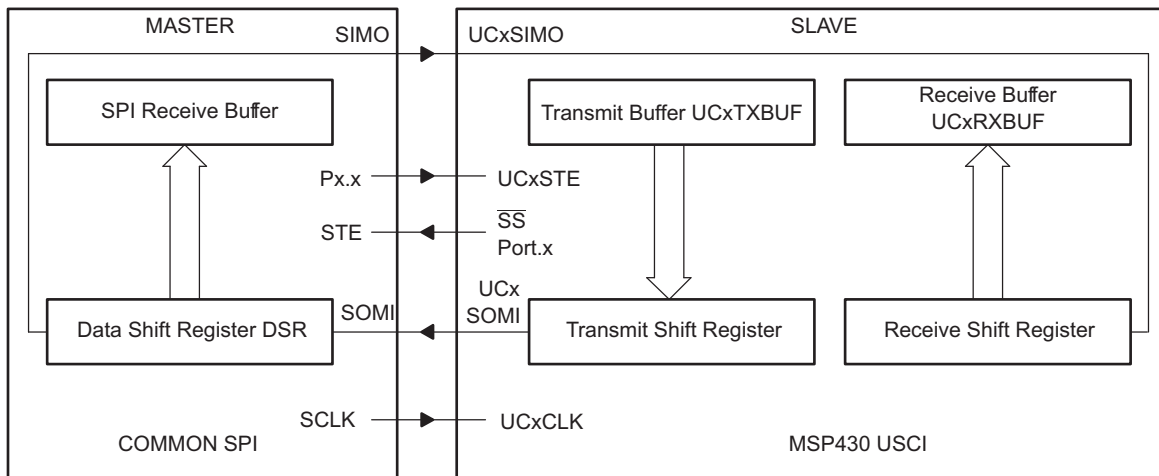 MASTER
SIMO
UCxSIMO
SLAVE
SPI Receive Buffer
Transmit Buffer UCxTXBUF
Receive Buffer
UCxRXBUF
Px.x
UCxSTE
STE
SS
Port.x
UCx
SOMI
SOMI
Data Shift Register DSR
Transmit Shift Register
Receive Shift Register
SCLK
UCxCLK
COMMON SPI
MSP430 USCI